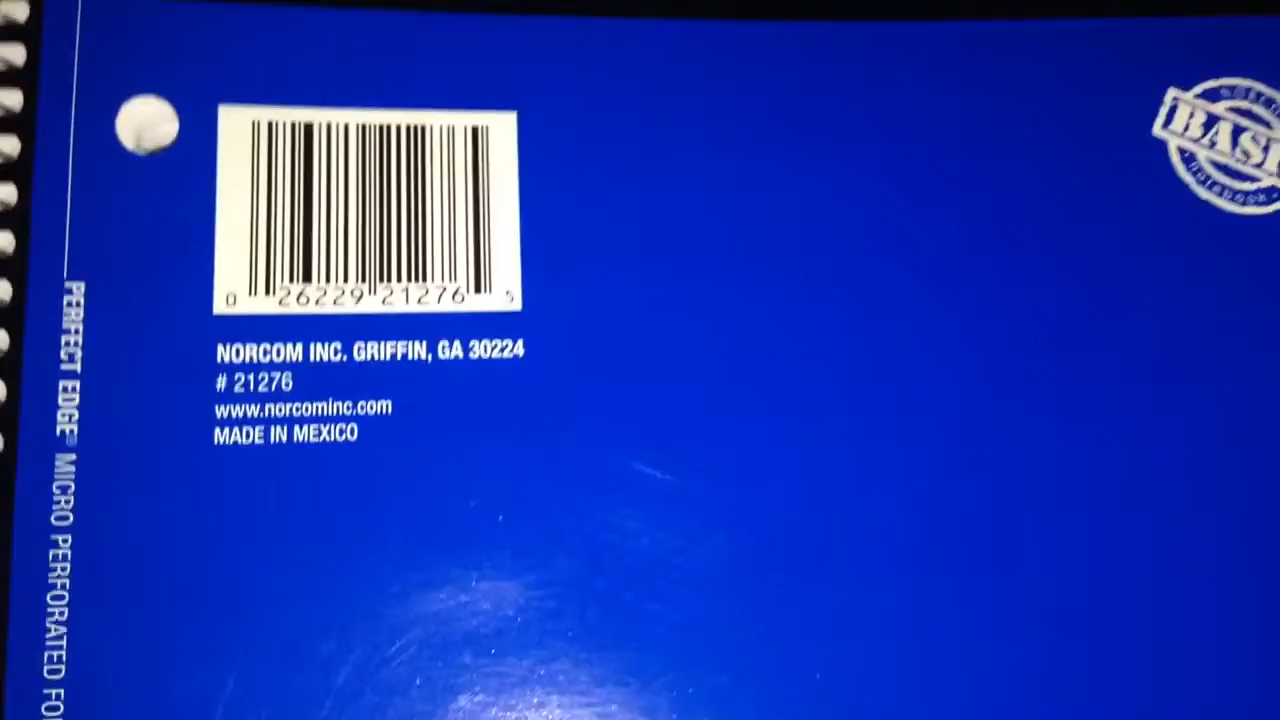 0 26229 21276 5
NORCOM INC. GRIFFIN, GA 30224
# 21276
www.norcominc.com
MADE IN MEXICO
PERFECT EDGE® MICRO PERFORATED